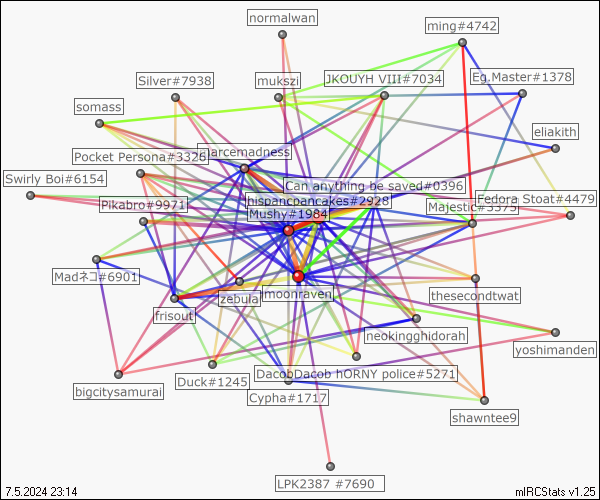 normalwan
ming#4742
Silver#7938
mukszi
JKOUYH VIII#7034
Eg.Master#1378
somass
eliakith
Pocket Persona#3326
marcemadness
Swirly Boi#6154
Can anything be saved#0396
Pikabro#9971
hispancpancakes#2928
Fedora Stoat#4479
Mushy#1984
Majestic#3375
Madネコ#6901
zebula
moonraven
thesecondtwat
frisout
neokingghidorah
yoshimanden
Duck#1245
DacobDacob hORNY police#5271
bigcitysamurai
Cypha#1717
shawntee9
LPK2387 #7690
7.5.2024 23:14
mIRCStats v1.25